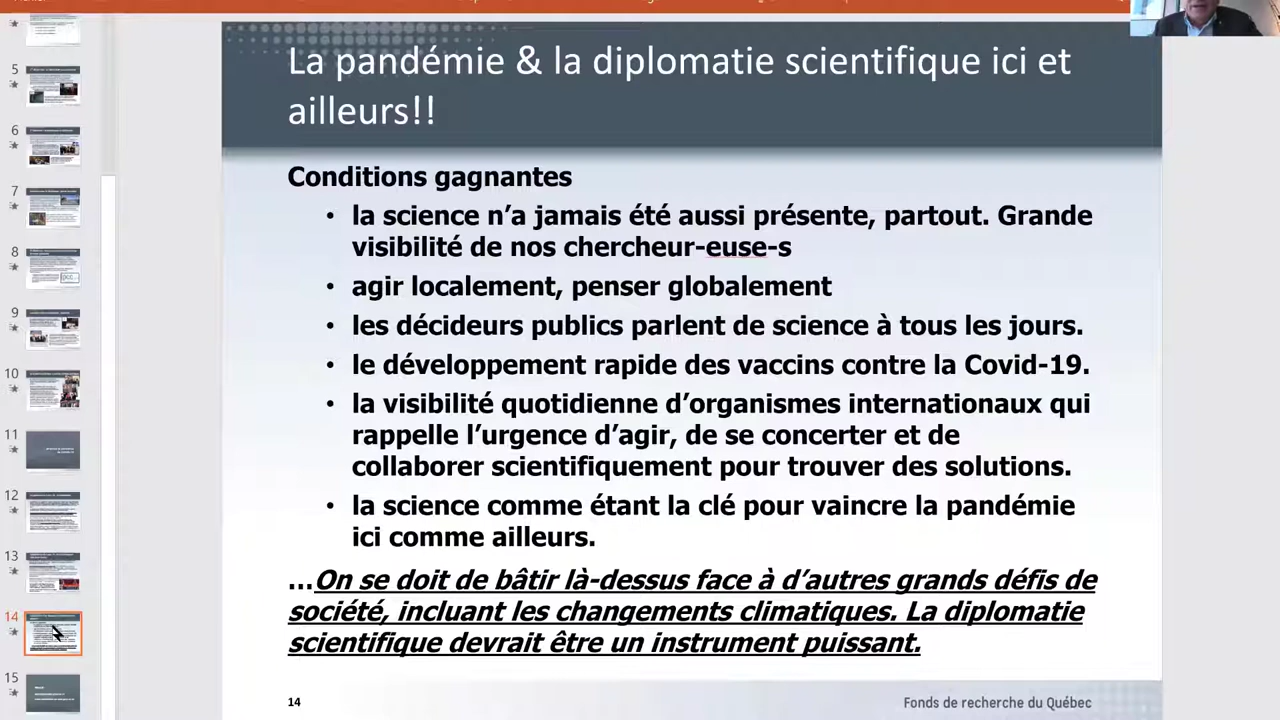 La pandémie & la diplomatie scientifique ici et
ailleurs!!
Conditions gagnantes
• la science n’a jamais été aussi présente, partout. Grande
visibilité de nos chercheur-euse-s
• agir localement, penser globalement
• les décideurs publics parlent de science à tous les jours.
• le développement rapide des vaccins contre la Covid-19.
• la visibilité quotidienne d’organismes internationaux qui
rappelle l’urgence d’agir, de se concerter et de
collaborer scientifiquement pour trouver des solutions.
• la science comme étant la clé pour vaincre la pandémie
ici comme ailleurs.
…On se doit de bâtir là-dessus face à d’autres grands défis de
société, incluant les changements climatiques. La diplomatie
scientifique devrait être un instrument puissant.
14
Fonds de recherche du Québec
5
6
7
8
9
10
11
12
13
14
15